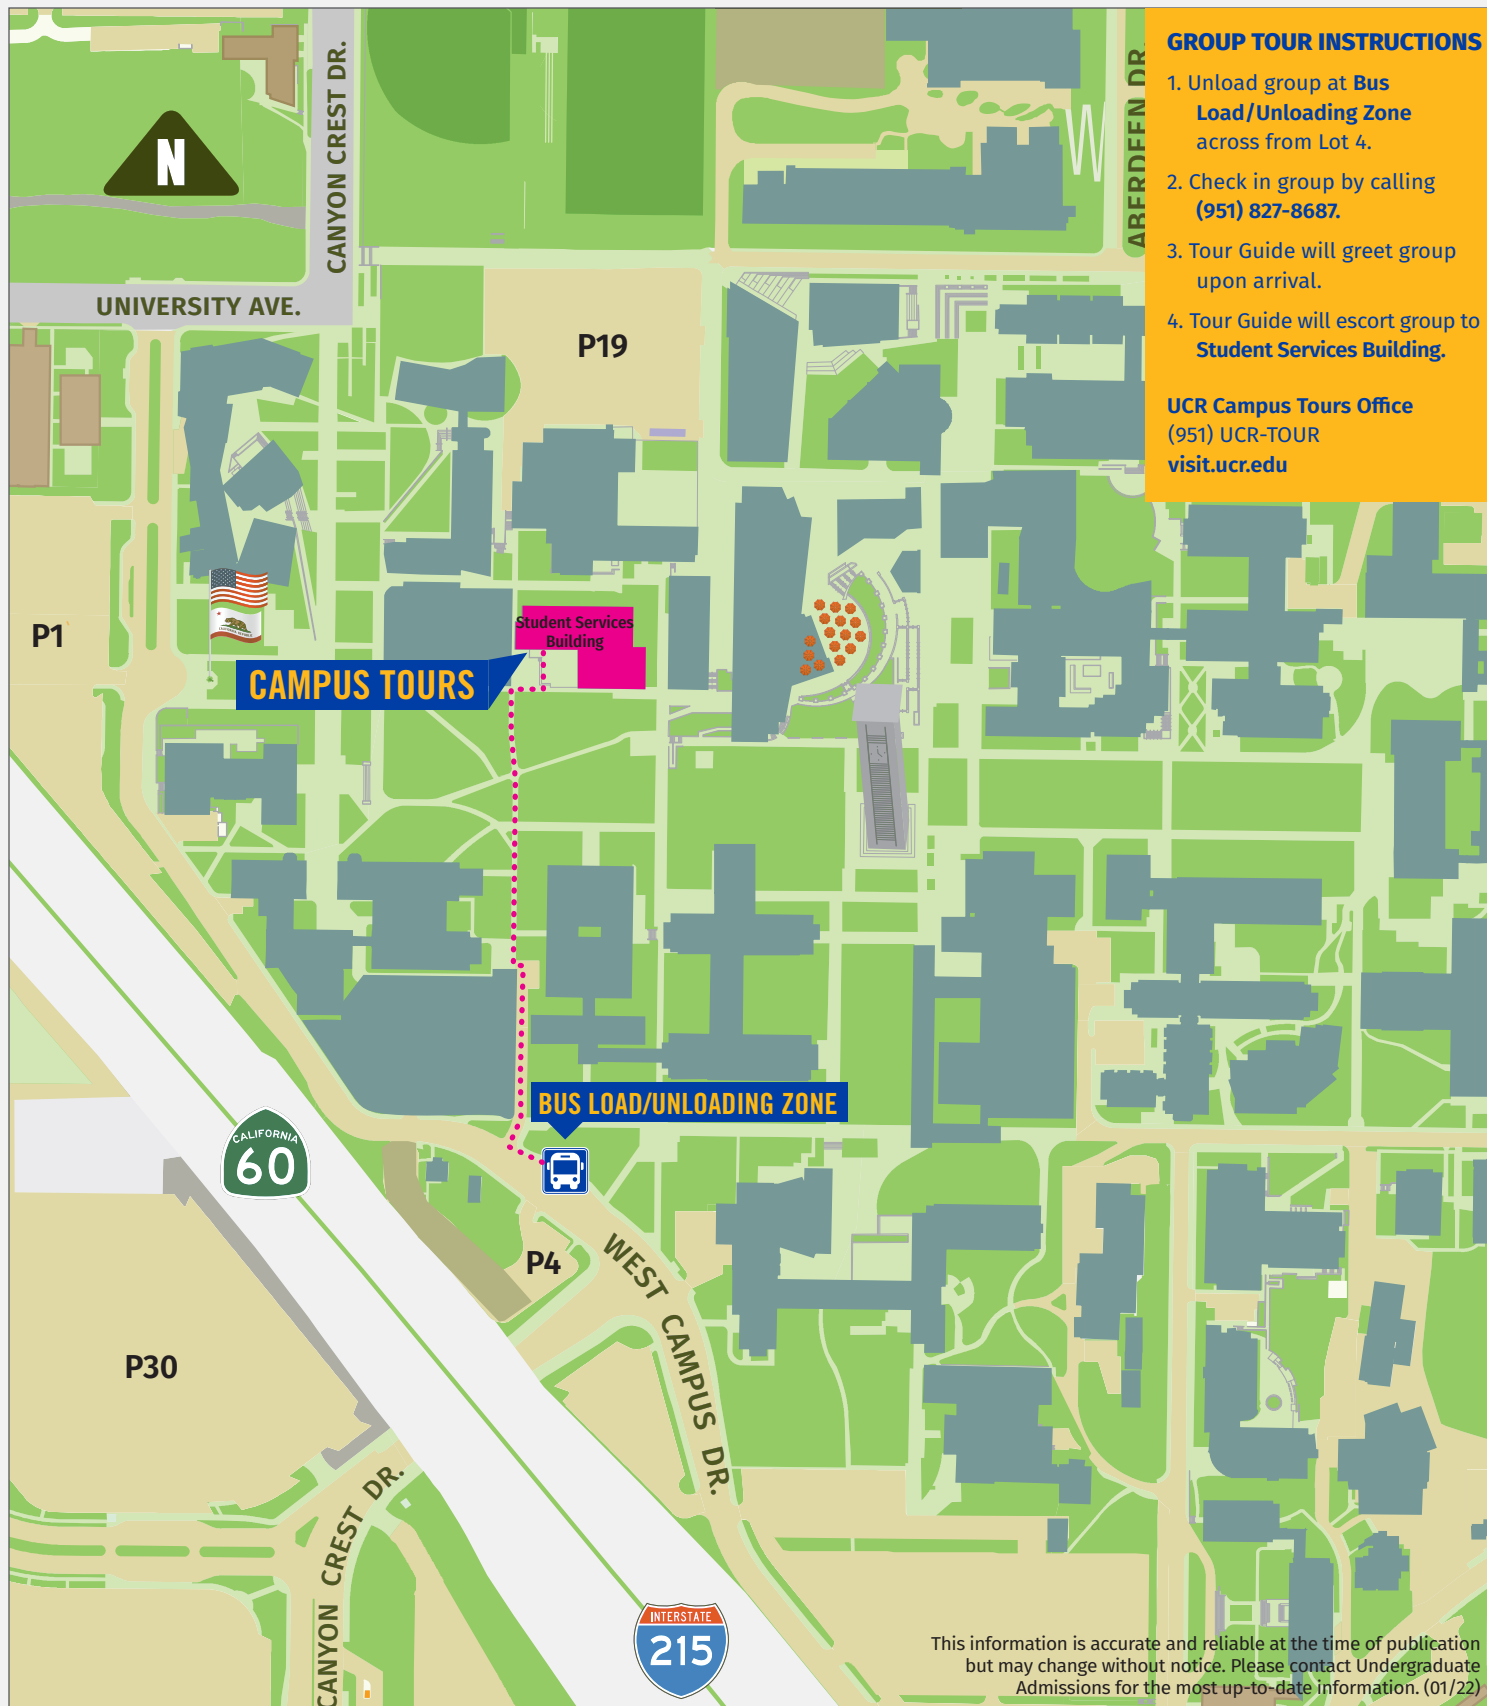 GROUP TOUR INSTRUCTIONS
1. Unload group at Bus
Load/Unloading Zone
across from Lot 4.
2. Check in group by calling
(951) 827-8687.
3. Tour Guide will greet group
upon arrival.
4. Tour Guide will escort group to
Student Services Building.
UCR Campus Tours Office
(951) UCR-TOUR
visit.ucr.edu
N
CANYON CREST DR.
ABERDEEN DR.
UNIVERSITY AVE.
P19
P1
Student Services
Building
CAMPUS TOURS
BUS LOAD/UNLOADING ZONE
CALIFORNIA
60
P4
WEST CAMPUS DR.
P30
CANYON CREST DR.
INTERSTATE
215
This information is accurate and reliable at the time of publication
but may change without notice. Please contact Undergraduate
Admissions for the most up-to-date information. (01/22)